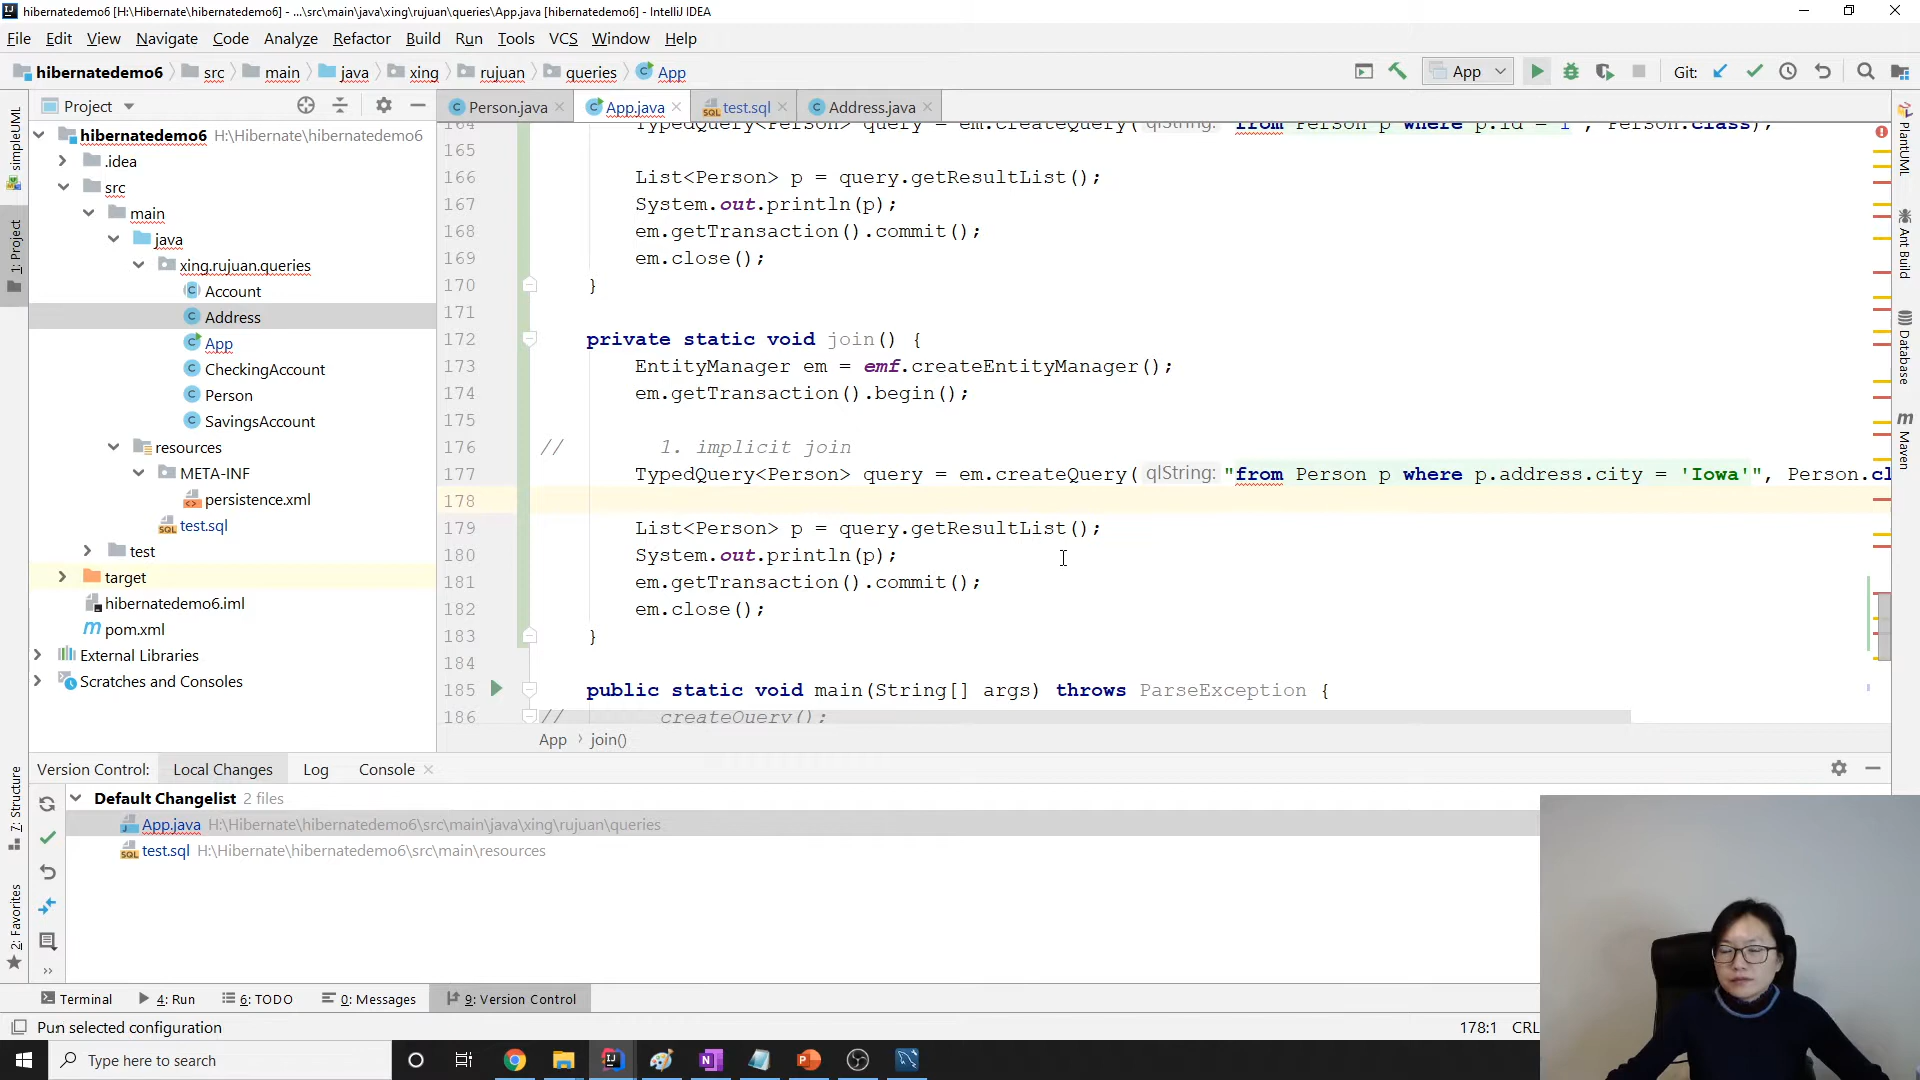 hibernatedemo6 [H:\Hibernate\hibernatedemo6] - ...\src\main\java\xing\rujuan\queries\App.java [hibernatedemo6] - IntelliJ IDEA
File Edit View Navigate Code Analyze Refactor Build Run Tools VCS Window Help
hibernatedemo6 src main java xing rujuan queries App App Git:
Project Person.java App.java test.sql Address.java
hibernatedemo6 H:\Hibernate\hibernatedemo6
.idea
src
main
java
xing.rujuan.queries
Account
Address
App
CheckingAccount
Person
SavingsAccount
resources
META-INF
persistence.xml
test.sql
test
target
hibernatedemo6.iml
pom.xml
External Libraries
Scratches and Consoles
simpleUML
1: Project
7: Structure
2: Favorites
164 TypedQuery<Person> query = em.createQuery( qlString: "from Person p where p.id = 1", Person.class);
165
166 List<Person> p = query.getResultList();
167 System.out.println(p);
168 em.getTransaction().commit();
169 em.close();
170 }
171
172 private static void join() {
173 EntityManager em = emf.createEntityManager();
174 em.getTransaction().begin();
175
176 // 1. implicit join
177 TypedQuery<Person> query = em.createQuery( qlString: "from Person p where p.address.city = 'Iowa'", Person.cl
178
179 List<Person> p = query.getResultList();
180 System.out.println(p);
181 em.getTransaction().commit();
182 em.close();
183 }
184
185 public static void main(String[] args) throws ParseException {
186 // createQuery();
App › join()
PlantUML
Ant Build
Database
Maven
Version Control: Local Changes Log Console
Default Changelist 2 files
App.java H:\Hibernate\hibernatedemo6\src\main\java\xing\rujuan\queries
test.sql H:\Hibernate\hibernatedemo6\src\main\resources
Terminal 4: Run 6: TODO 0: Messages 9: Version Control
Run selected configuration 178:1 CRL
Type here to search